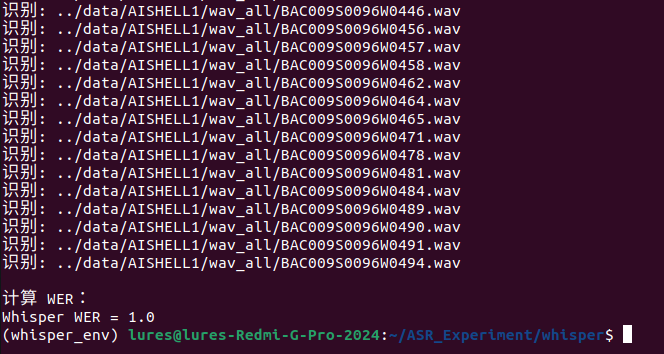 识别: ../data/AISHELL1/wav_all/BAC009S0096W0446.wav
识别: ../data/AISHELL1/wav_all/BAC009S0096W0456.wav
识别: ../data/AISHELL1/wav_all/BAC009S0096W0457.wav
识别: ../data/AISHELL1/wav_all/BAC009S0096W0458.wav
识别: ../data/AISHELL1/wav_all/BAC009S0096W0462.wav
识别: ../data/AISHELL1/wav_all/BAC009S0096W0464.wav
识别: ../data/AISHELL1/wav_all/BAC009S0096W0465.wav
识别: ../data/AISHELL1/wav_all/BAC009S0096W0471.wav
识别: ../data/AISHELL1/wav_all/BAC009S0096W0478.wav
识别: ../data/AISHELL1/wav_all/BAC009S0096W0481.wav
识别: ../data/AISHELL1/wav_all/BAC009S0096W0484.wav
识别: ../data/AISHELL1/wav_all/BAC009S0096W0489.wav
识别: ../data/AISHELL1/wav_all/BAC009S0096W0490.wav
识别: ../data/AISHELL1/wav_all/BAC009S0096W0491.wav
识别: ../data/AISHELL1/wav_all/BAC009S0096W0494.wav
计算 WER：
Whisper WER = 1.0
(whisper_env) lures@lures-Redmi-G-Pro-2024:~/ASR_Experiment/whisper$